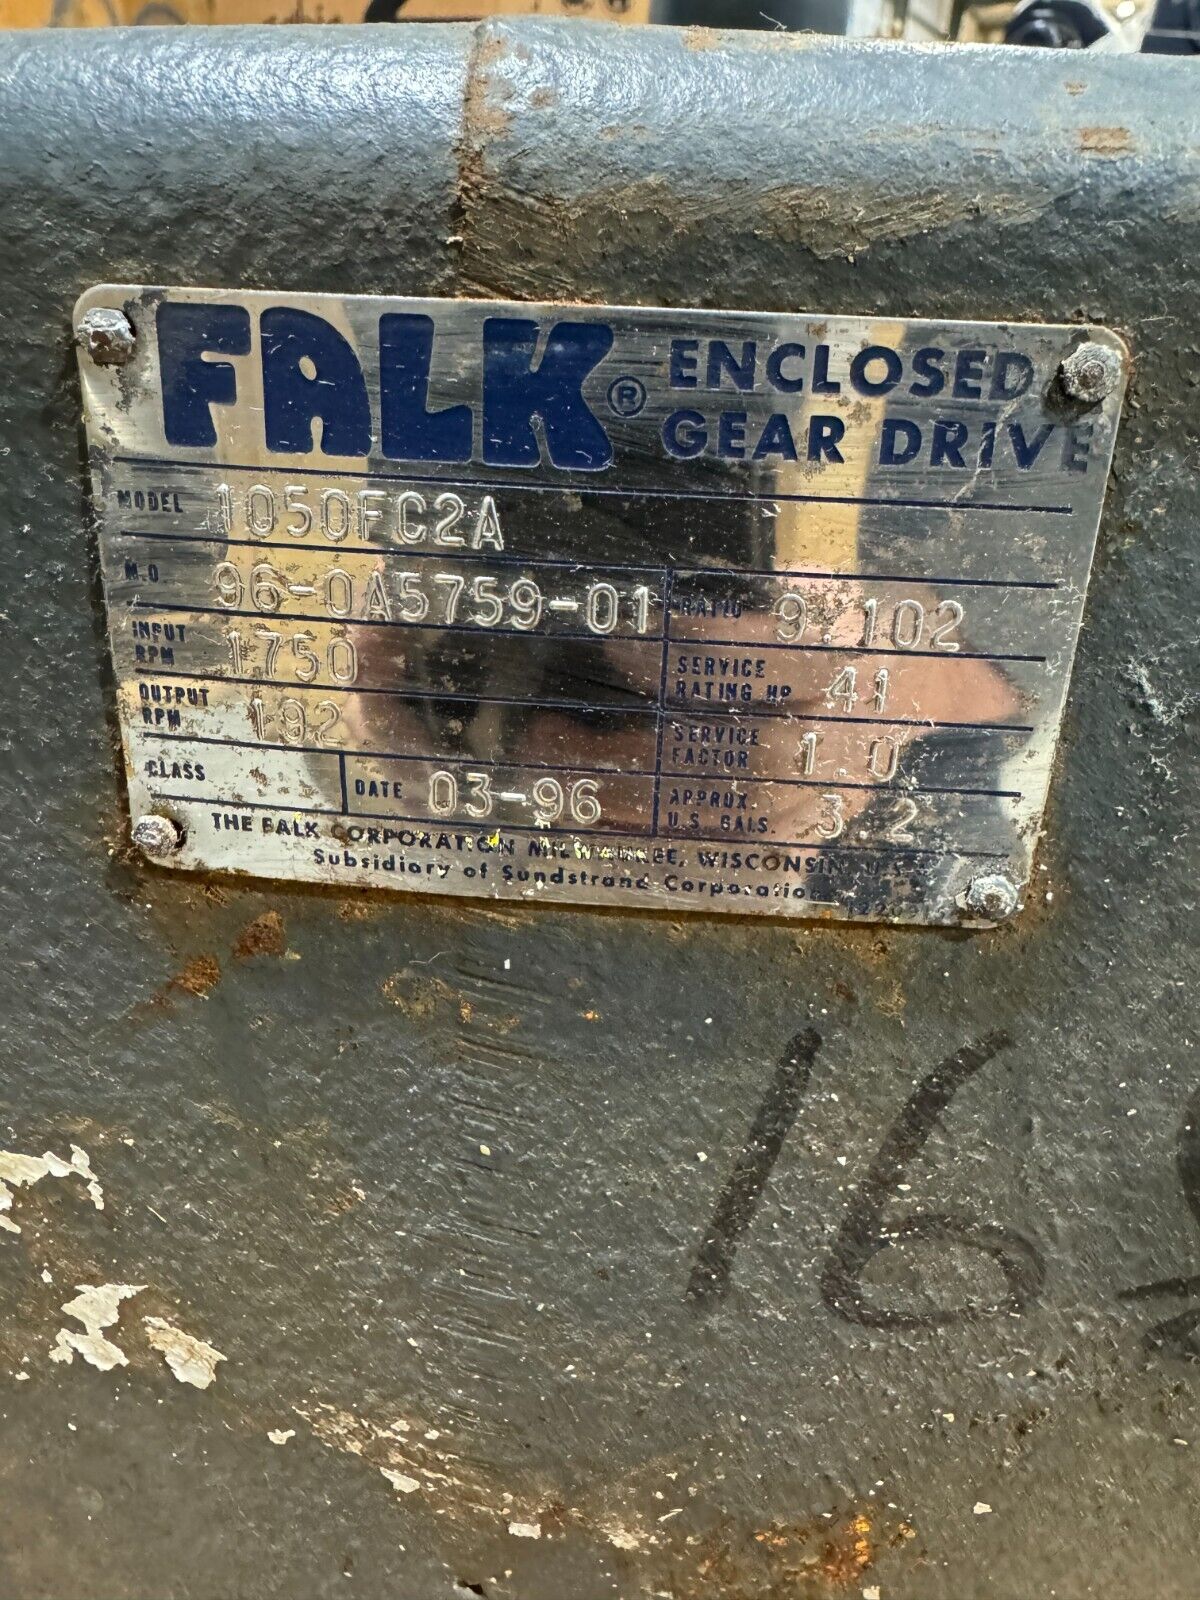 FALK® ENCLOSED GEAR DRIVE
MODEL 1050FC2A
M.O. 96-0A5759-01 RATIO 9.102
INPUT RPM 1750 SERVICE RATING HP 41
OUTPUT RPM 192 SERVICE FACTOR 1.0
CLASS DATE 03-96 APPROX. U.S. GALS. 3.2
THE FALK CORPORATION MILWAUKEE, WISCONSIN
Subsidiary of Sundstrand Corporation
16